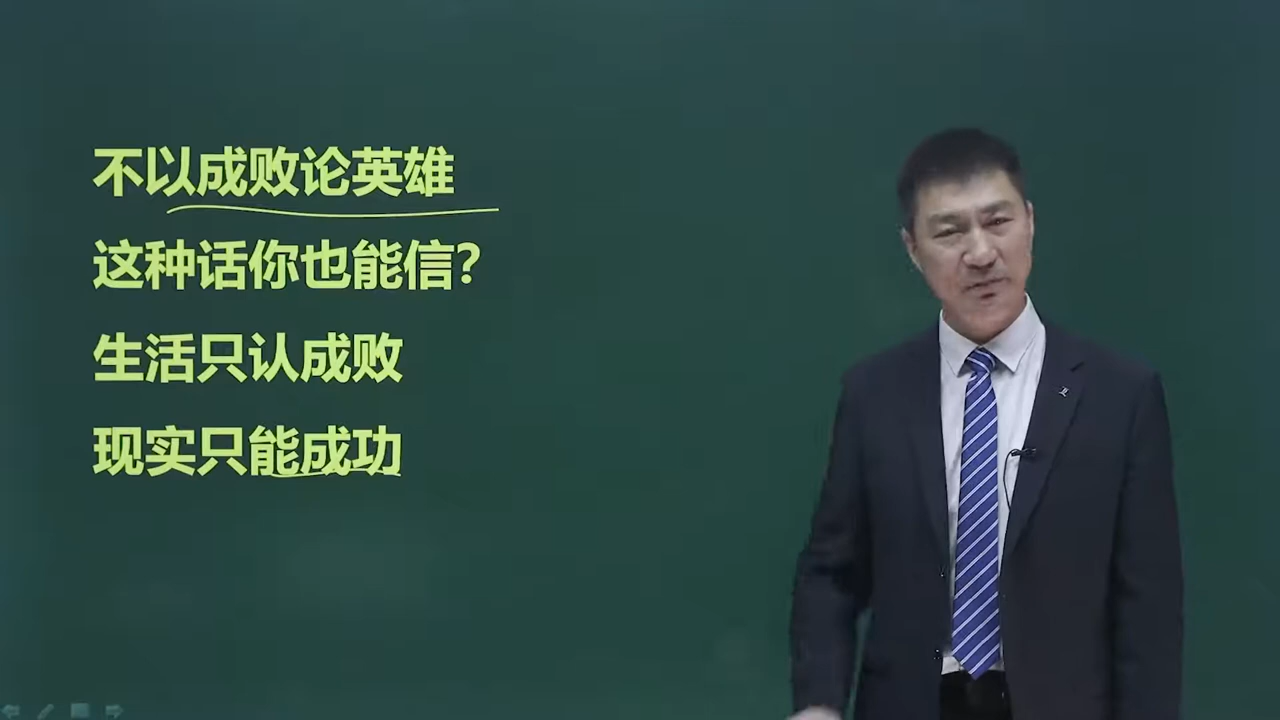 不以成败论英雄
这种话你也能信？
生活只认成败
现实只能成功